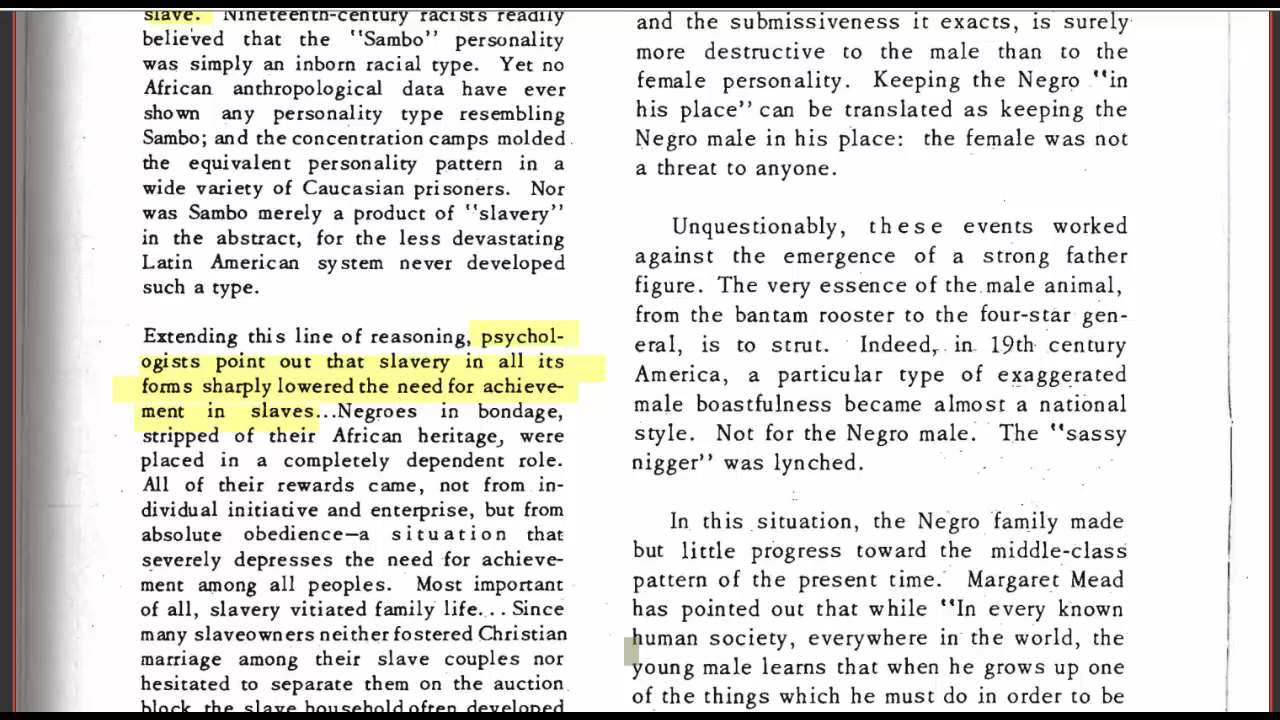 slave. Nineteenth-century racists readily
believed that the "Sambo" personality
was simply an inborn racial type. Yet no
African anthropological data have ever
shown any personality type resembling
Sambo; and the concentration camps molded
the equivalent personality pattern in a
wide variety of Caucasian prisoners. Nor
was Sambo merely a product of "slavery"
in the abstract, for the less devastating
Latin American system never developed
such a type.
Extending this line of reasoning, psychol-
ogists point out that slavery in all its
forms sharply lowered the need for achieve-
ment in slaves...Negroes in bondage,
stripped of their African heritage, were
placed in a completely dependent role.
All of their rewards came, not from in-
dividual initiative and enterprise, but from
absolute obedience—a situation that
severely depresses the need for achieve-
ment among all peoples. Most important
of all, slavery vitiated family life... Since
many slaveowners neither fostered Christian
marriage among their slave couples nor
hesitated to separate them on the auction
block, the slave household often developed
and the submissiveness it exacts, is surely
more destructive to the male than to the
female personality. Keeping the Negro "in
his place" can be translated as keeping the
Negro male in his place: the female was not
a threat to anyone.
Unquestionably, these events worked
against the emergence of a strong father
figure. The very essence of the male animal,
from the bantam rooster to the four-star gen-
eral, is to strut. Indeed, in 19th century
America, a particular type of exaggerated
male boastfulness became almost a national
style. Not for the Negro male. The "sassy
nigger" was lynched.
In this situation, the Negro family made
but little progress toward the middle-class
pattern of the present time. Margaret Mead
has pointed out that while "In every known
human society, everywhere in the world, the
young male learns that when he grows up one
of the things which he must do in order to be